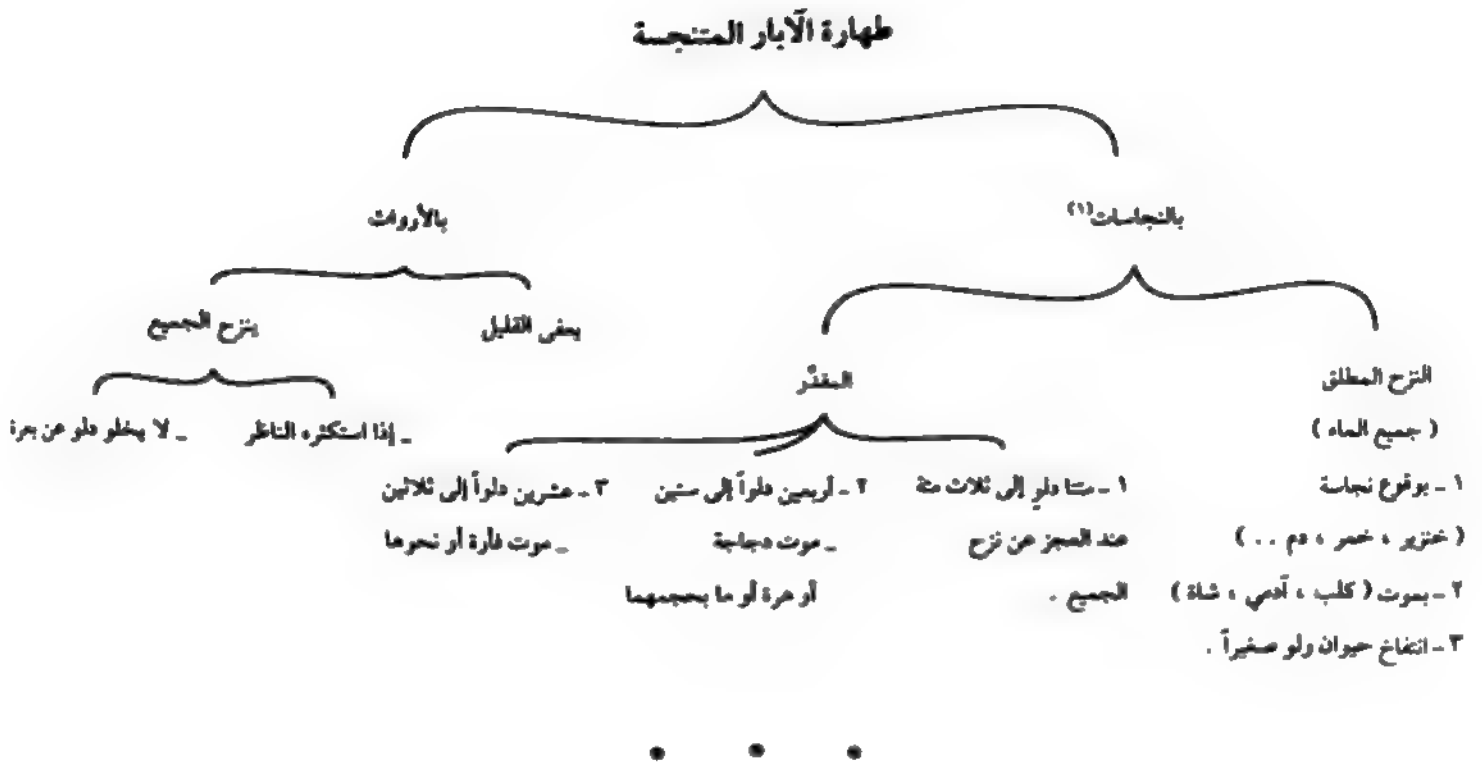 طهارة الآبار المتنجسة
بالنجاسات(١)
بالأرواث
النزح المطلق
( جميع الماء )
١ ـ بوقوع نجاسة
( خنزير ، خمر ، دم . . )
٢ ـ بموت ( كلب ، آدمي ، شاة )
٣ ـ انتفاخ حيوان ولو صغيراً .
المقدَّر
١ ـ مئتا دلوٍ إلى ثلاث مئة
عند العجز عن نزح
الجميع .
٢ ـ أربعين دلواً إلى ستين
ـ موت دجاجة
أو هرة أو ما بحجمهما
٣ ـ عشرين دلواً إلى ثلاثين
ـ موت فأرة أو نحوها
يعفى القليل
ينزح الجميع
ـ إذا استكثره الناظر
ـ لا يخلو دلو عن بعرة